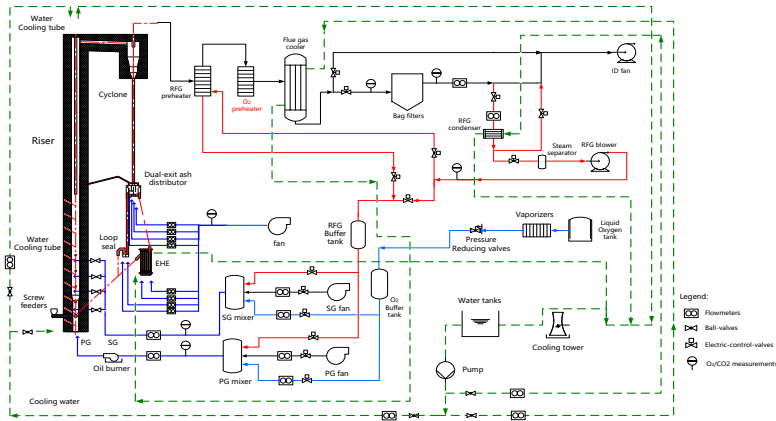 Water
Cooling tube
Cyclone
Riser
RFG
preheater
O₂
preheater
Flue gas
cooler
Bag filters
ID fan
RFG
condenser
Steam
separator
RFG blower
Dual-exit ash
distributor
Loop
seal
EHE
fan
Water
Cooling tube
Screw
feeders
PG
SG
Oil burner
Cooling water
SG mixer
SG fan
PG mixer
PG fan
RFG
Buffer
tank
O₂
Buffer
tank
Pressure
Reducing valves
Vaporizers
Liquid
Oxygen
tank
Water tanks
Cooling tower
Pump
Legend:
Flowmeters
Ball-valves
Electric-control-valves
O₂/CO2 measurements